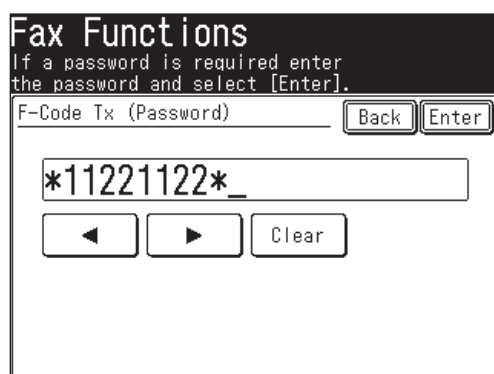 Fax Functions
If a password is required enter
the password and select [Enter].
F-Code Tx (Password)
Back Enter
*11221122*_
◄ ► Clear